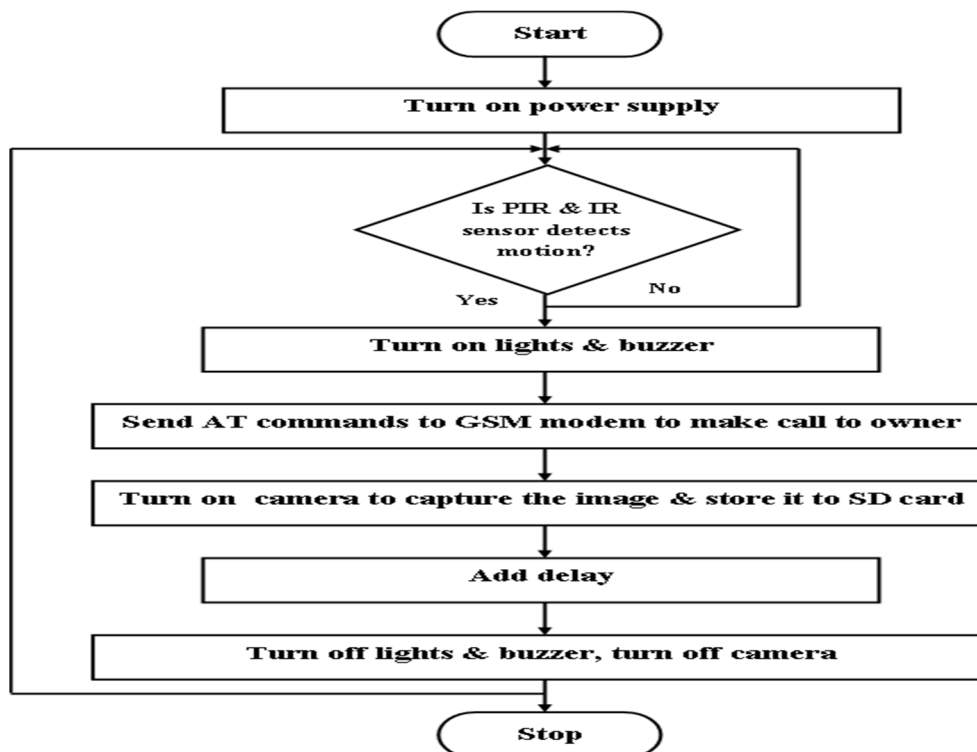 Start
Turn on power supply
Is PIR & IR
sensor detects
motion?
No
Yes
Turn on lights & buzzer
Send AT commands to GSM modem to make call to owner
Turn on camera to capture the image & store it to SD card
Add delay
Turn off lights & buzzer, turn off camera
Stop